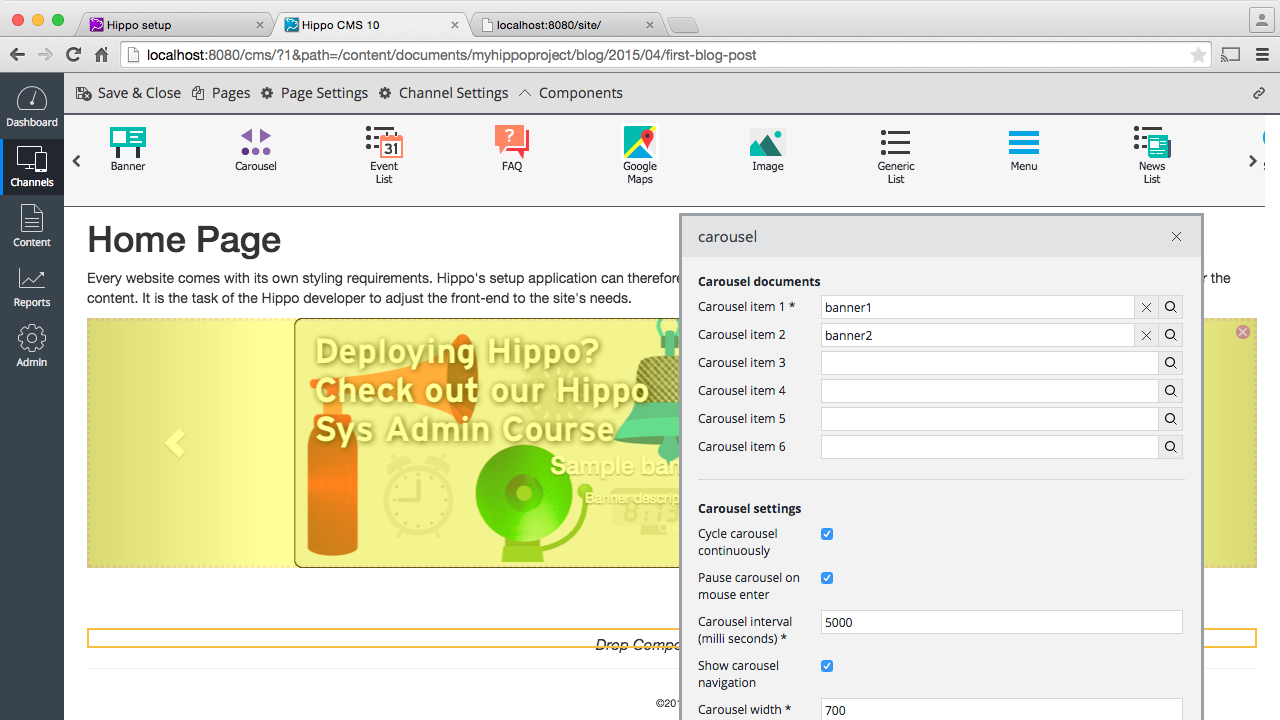 Hippo setup
Hippo CMS 10
localhost:8080/site/
localhost:8080/cms/?1&path=/content/documents/myhippoproject/blog/2015/04/first-blog-post
Dashboard
Channels
Content
Reports
Admin
Save & Close Pages Page Settings Channel Settings Components
Banner
Carousel
Event
List
31
FAQ
Google
Maps
Image
Generic
List
Menu
News
List
Home Page
Every website comes with its own styling requirements. Hippo's setup application can therefore
r the
content. It is the task of the Hippo developer to adjust the front-end to the site's needs.
Deploying Hippo?
Check out our Hippo
Sys Admin Course
Sample ban
Banner descrip
8:13
Drop Compo
©201
carousel
Carousel documents
Carousel item 1 * banner1
Carousel item 2 banner2
Carousel item 3
Carousel item 4
Carousel item 5
Carousel item 6
Carousel settings
Cycle carousel
continuously
Pause carousel on
mouse enter
Carousel interval
(milli seconds) * 5000
Show carousel
navigation
Carousel width * 700